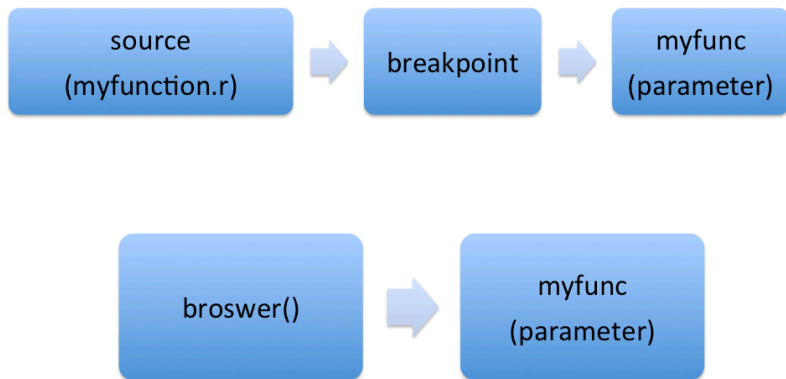 source
(myfunction.r)
breakpoint
myfunc
(parameter)
broswer()
myfunc
(parameter)